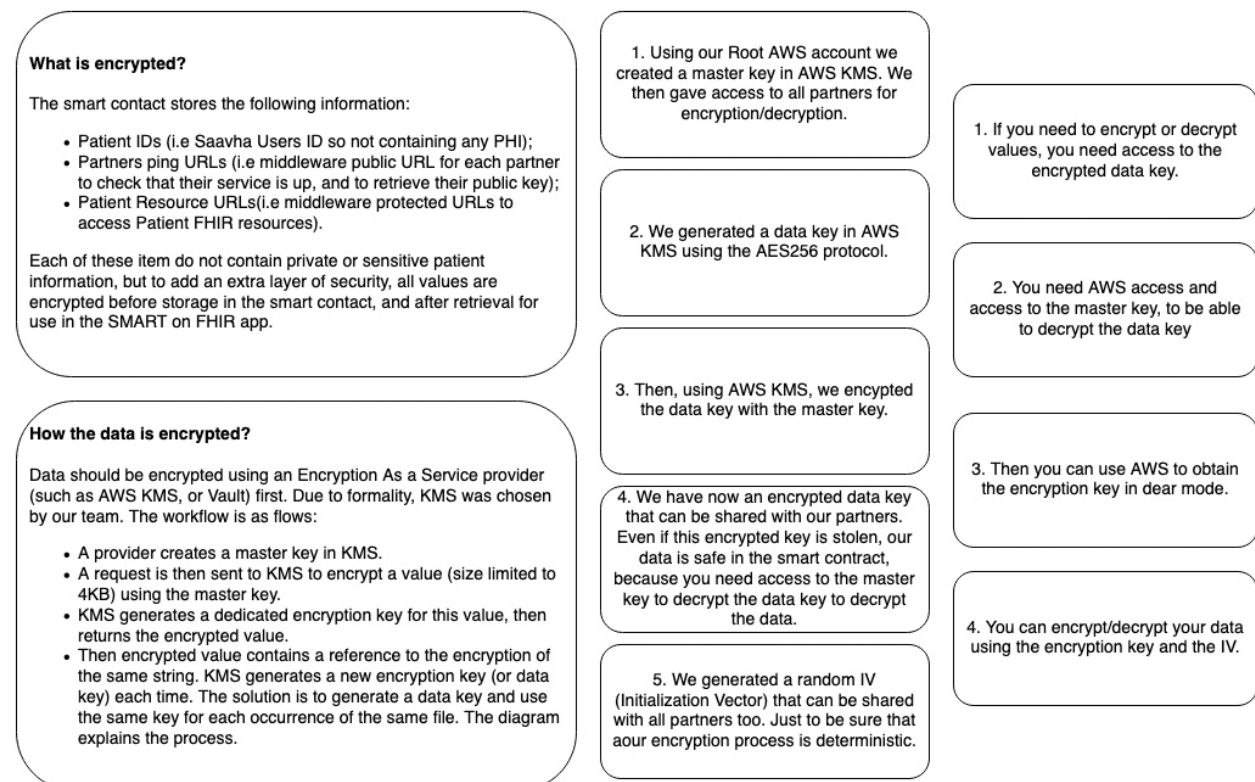 What is encrypted?
The smart contact stores the following information:
• Patient IDs (i.e Saavha Users ID so not containing any PHI);
• Partners ping URLs (i.e middleware public URL for each partner
to check that their service is up, and to retrieve their public key);
• Patient Resource URLs(i.e middleware protected URLs to
access Patient FHIR resources).
Each of these item do not contain private or sensitive patient
information, but to add an extra layer of security, all values are
encrypted before storage in the smart contact, and after retrieval for
use in the SMART on FHIR app.
How the data is encrypted?
Data should be encrypted using an Encryption As a Service provider
(such as AWS KMS, or Vault) first. Due to formality, KMS was chosen
by our team. The workflow is as flows:
• A provider creates a master key in KMS.
• A request is then sent to KMS to encrypt a value (size limited to
4KB) using the master key.
• KMS generates a dedicated encryption key for this value, then
returns the encrypted value.
• Then encrypted value contains a reference to the encryption of
the same string. KMS generates a new encryption key (or data
key) each time. The solution is to generate a data key and use
the same key for each occurrence of the same file. The diagram
explains the process.
1. Using our Root AWS account we
created a master key in AWS KMS. We
then gave access to all partners for
encryption/decryption.
2. We generated a data key in AWS
KMS using the AES256 protocol.
3. Then, using AWS KMS, we encypted
the data key with the master key.
4. We have now an encrypted data key
that can be shared with our partners.
Even if this encrypted key is stolen, our
data is safe in the smart contract,
because you need access to the master
key to decrypt the data key to decrypt
the data.
5. We generated a random IV
(Initialization Vector) that can be shared
with all partners too. Just to be sure that
aour encryption process is deterministic.
1. If you need to encrypt or decrypt
values, you need access to the
encrypted data key.
2. You need AWS access and
access to the master key, to be able
to decrypt the data key
3. Then you can use AWS to obtain
the encryption key in dear mode.
4. You can encrypt/decrypt your data
using the encryption key and the IV.